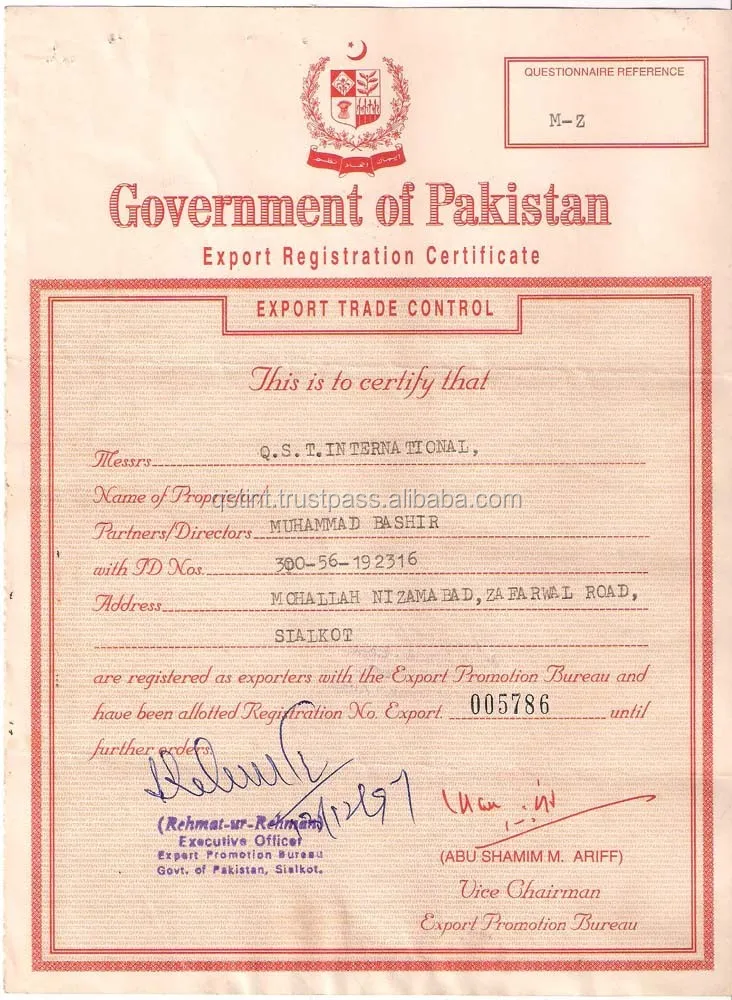 QUESTIONNAIRE REFERENCE
M-Z
ایمان اتحاد نظم
Government of Pakistan
Export Registration Certificate
EXPORT TRADE CONTROL
This is to certify that
Messrs Q.S.T.INTERNATIONAL,
Name of Proprietor/
qstint.trustpass.alibaba.com
Partners/Directors MUHAMMAD BASHIR
with ID Nos. 300-56-192316
Address MOHALLAH NIZAMABAD, ZAFARWAL ROAD,
SIALKOT
are registered as exporters with the Export Promotion Bureau and
have been allotted Registration No. Export. 005786 until
further orders.
(Rehmat-ur-Rehman)
Executive Officer
Export Promotion Bureau
Govt. of Pakistan, Sialkot.
(ABU SHAMIM M. ARIFF)
Vice Chairman
Export Promotion Bureau